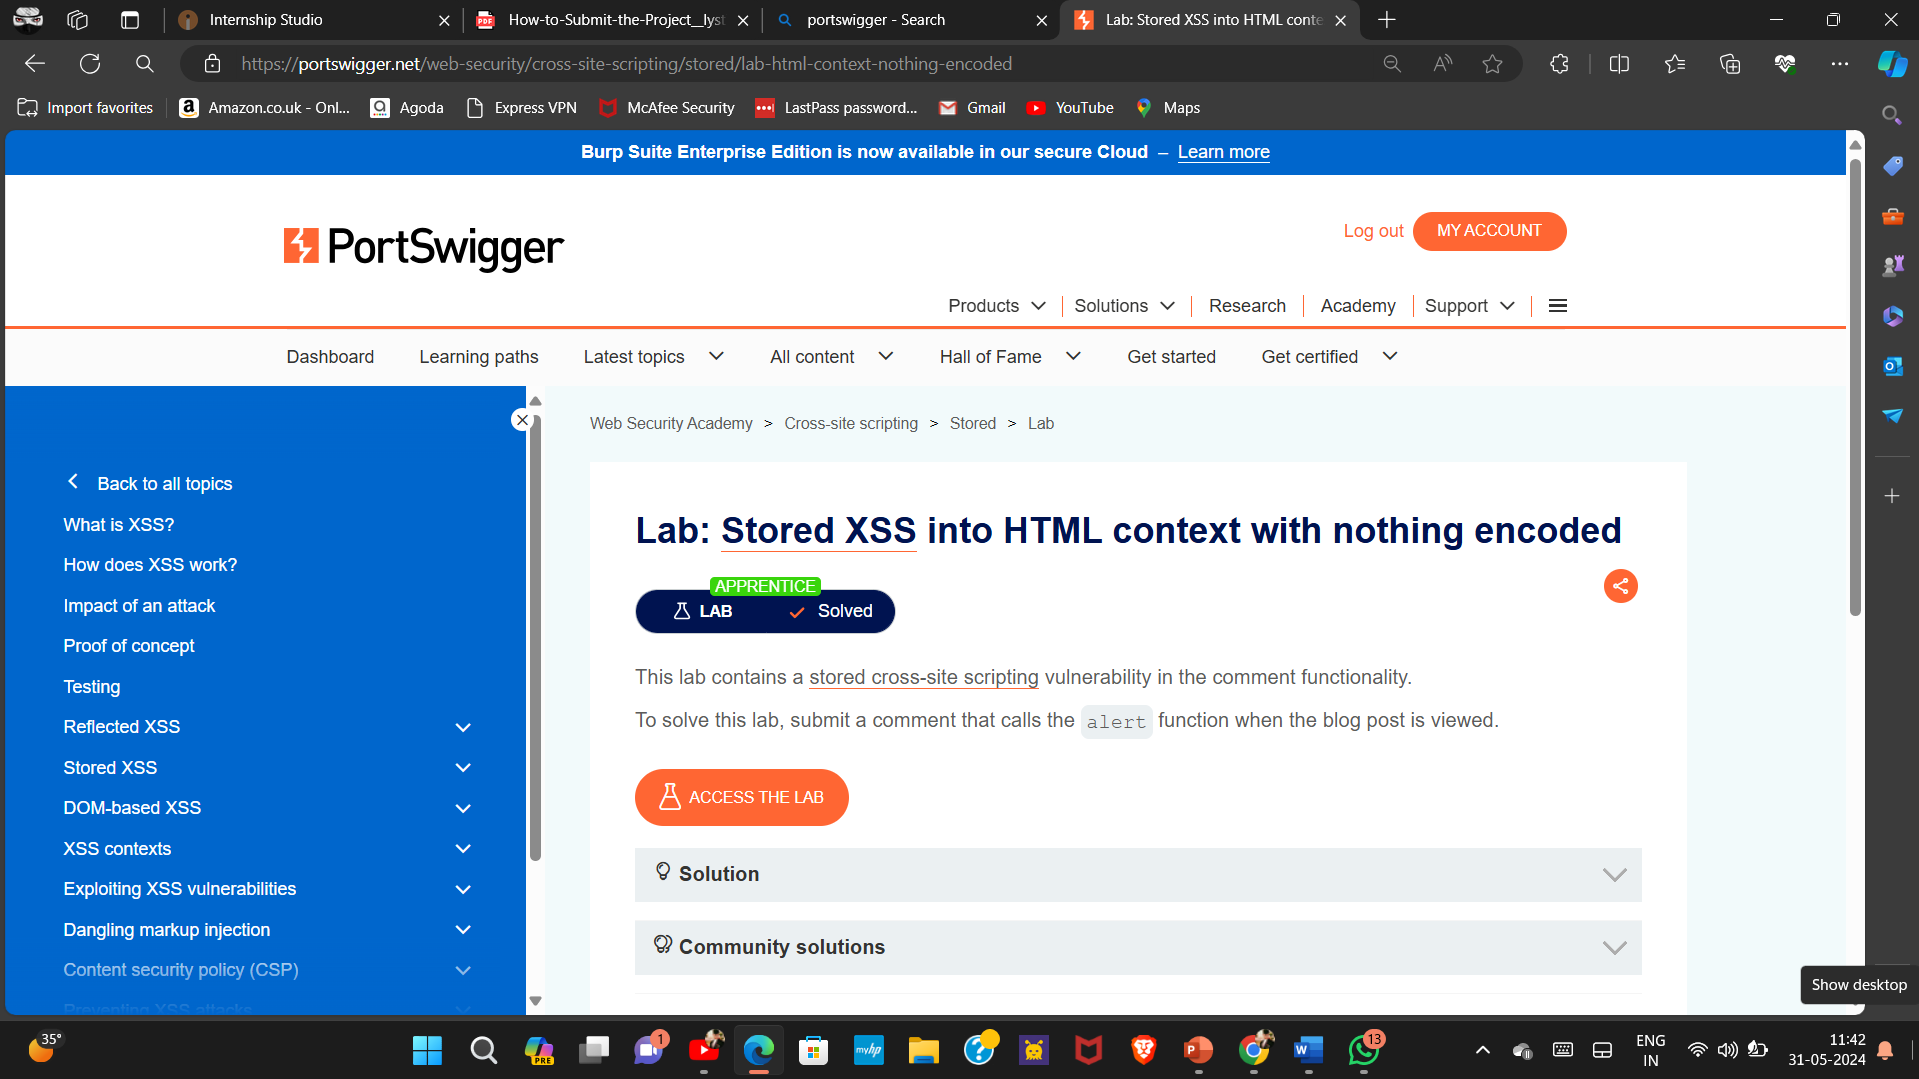 Internship Studio
How-to-Submit-the-Project__lyst
portswigger - Search
Lab: Stored XSS into HTML conte
https://portswigger.net/web-security/cross-site-scripting/stored/lab-html-context-nothing-encoded
Import favorites
Amazon.co.uk - Onl...
Agoda
Express VPN
McAfee Security
LastPass password...
Gmail
YouTube
Maps
Burp Suite Enterprise Edition is now available in our secure Cloud – Learn more
PortSwigger
Log out
MY ACCOUNT
Products
Solutions
Research
Academy
Support
Dashboard
Learning paths
Latest topics
All content
Hall of Fame
Get started
Get certified
Back to all topics
What is XSS?
How does XSS work?
Impact of an attack
Proof of concept
Testing
Reflected XSS
Stored XSS
DOM-based XSS
XSS contexts
Exploiting XSS vulnerabilities
Dangling markup injection
Content security policy (CSP)
Preventing XSS attacks
Web Security Academy > Cross-site scripting > Stored > Lab
Lab: Stored XSS into HTML context with nothing encoded
APPRENTICE
LAB
Solved
This lab contains a stored cross-site scripting vulnerability in the comment functionality.
To solve this lab, submit a comment that calls the alert function when the blog post is viewed.
ACCESS THE LAB
Solution
Community solutions
Show desktop
35°
PRE
1
myhp
13
ENG
IN
11:42
31-05-2024